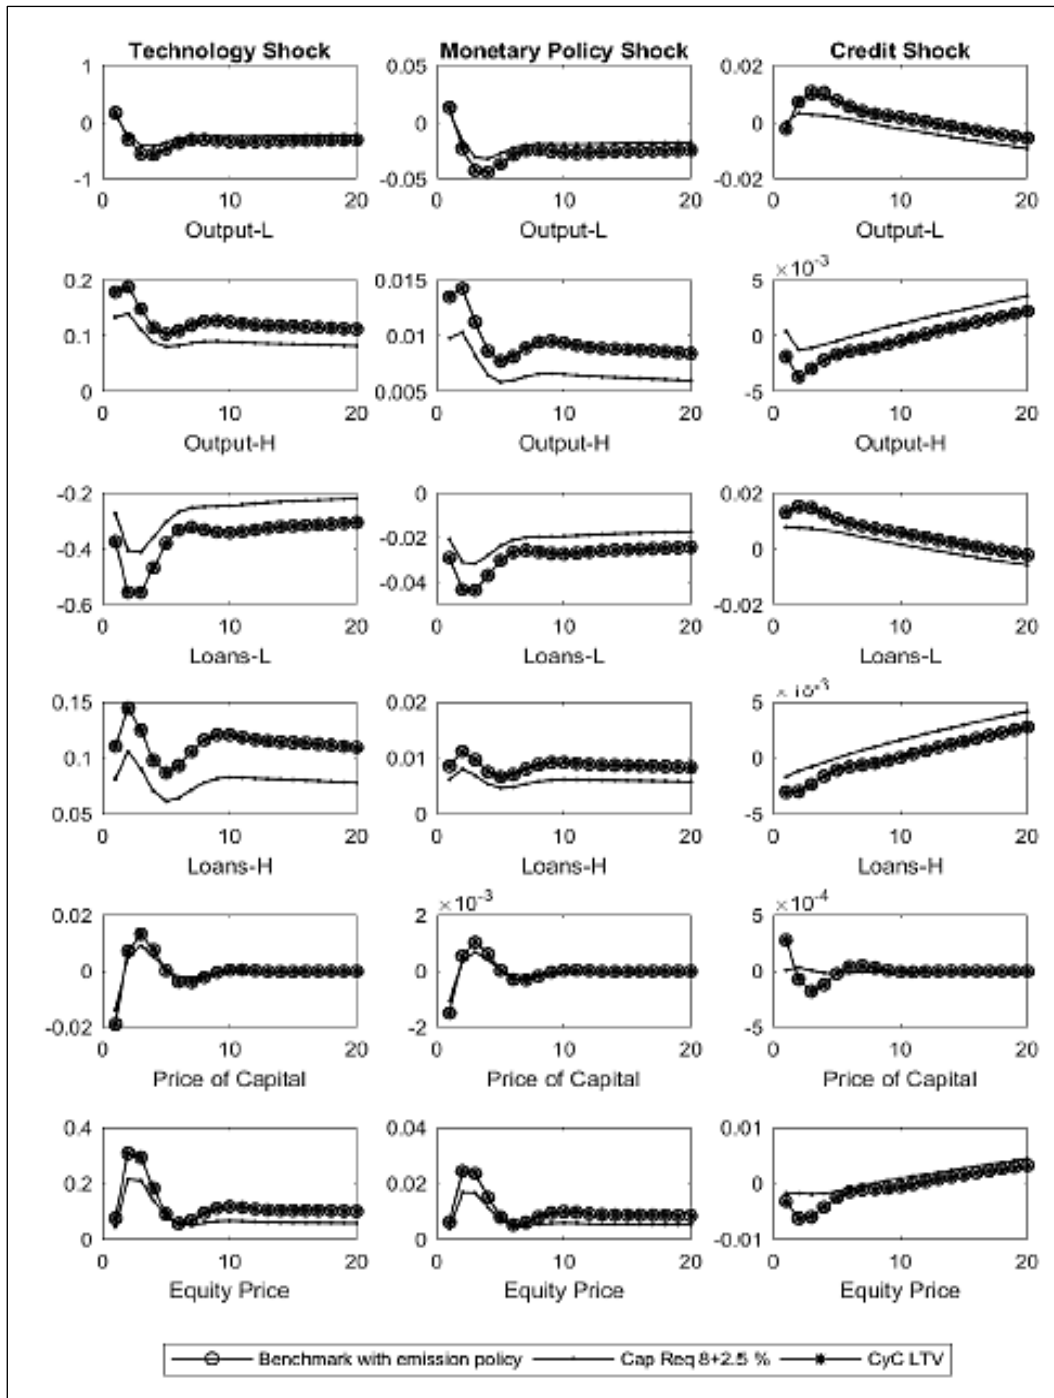 Technology Shock Monetary Policy Shock Credit Shock
1 0.05 0.02
0 0 0
-1 -0.05 -0.02
0 10 20 0 10 20 0 10 20
Output-L Output-L Output-L
×10⁻³
0.2 0.015 5
0.1 0.01 0
0 0.005 -5
0 10 20 0 10 20 0 10 20
Output-H Output-H Output-H
-0.2 0 0.02
-0.4 -0.02 0
-0.6 -0.04 -0.02
0 10 20 0 10 20 0 10 20
Loans-L Loans-L Loans-L
×10⁻³
0.15 0.02 5
0.1 0.01 0
0.05 0 -5
0 10 20 0 10 20 0 10 20
Loans-H Loans-H Loans-H
×10⁻³ ×10⁻⁴
0.02 2 5
0 0 0
-0.02 -2 -5
0 10 20 0 10 20 0 10 20
Price of Capital Price of Capital Price of Capital
0.4 0.04 0.01
0.2 0.02 0
0 0 -0.01
0 10 20 0 10 20 0 10 20
Equity Price Equity Price Equity Price
Benchmark with emission policy Cap Req 8+2.5 % CyC LTV